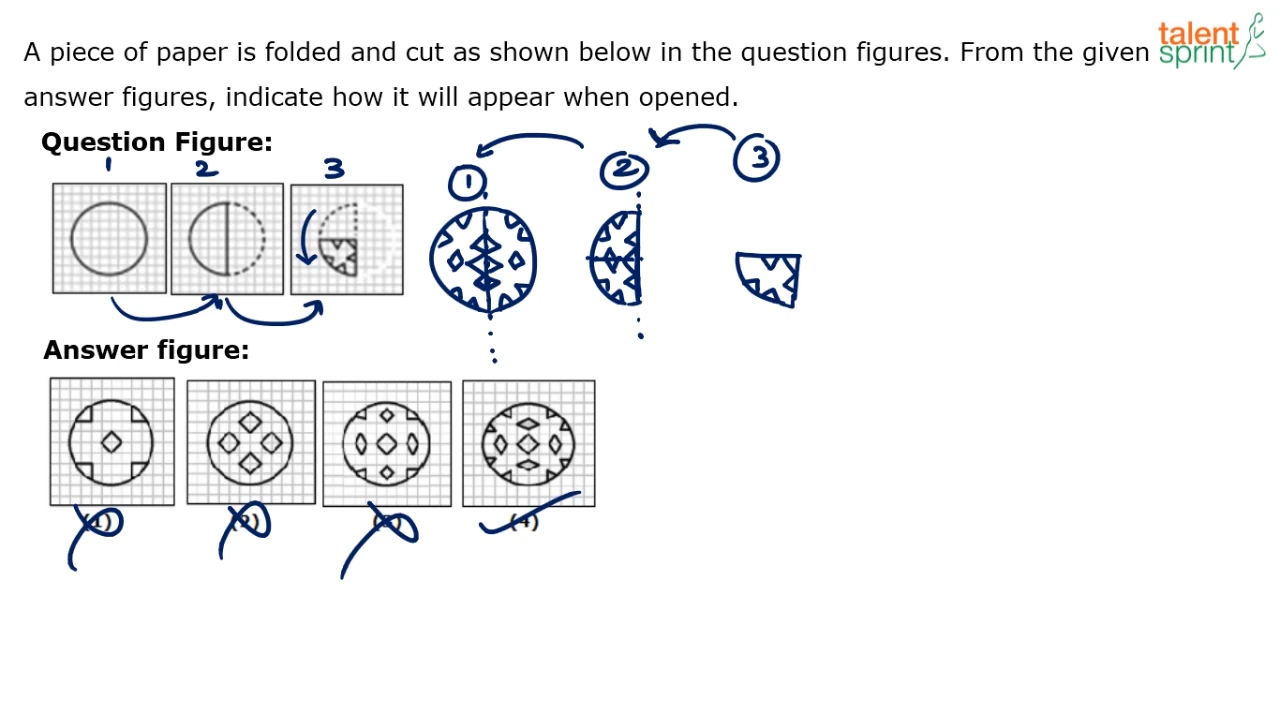 A piece of paper is folded and cut as shown below in the question figures. From the given
answer figures, indicate how it will appear when opened.
talent
sprint
Question Figure:
1 2 3
1 2 3
Answer figure:
(1) (2) (3) (4)